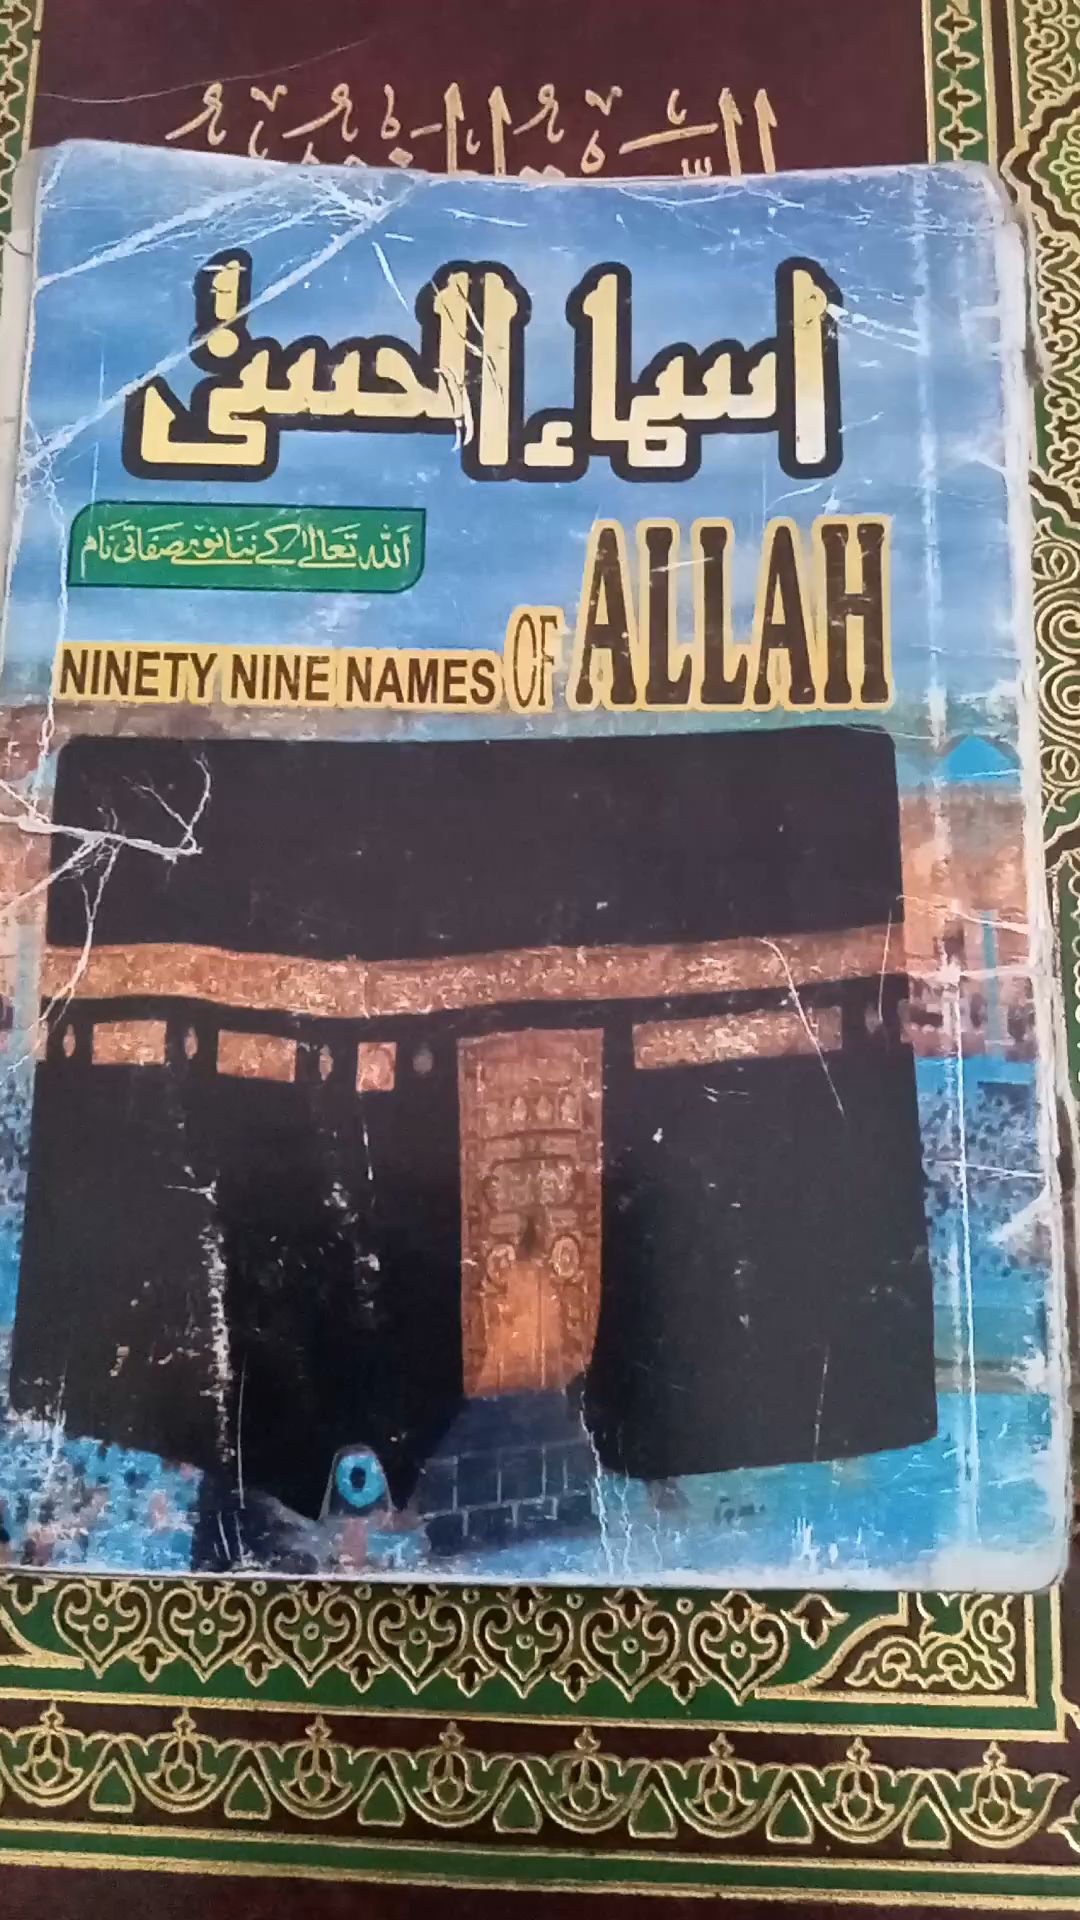 اسماء الحسنیٰ
اللہ تعالیٰ کے ننانوے صفاتی نام
NINETY NINE NAMES OF ALLAH